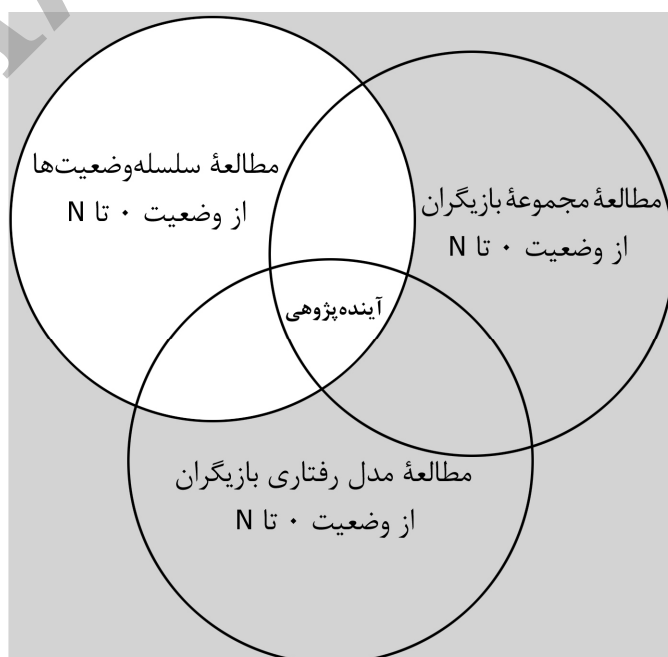 مطالعهٔ سلسله‌وضعیت‌ها
از وضعیت ۰ تا N
مطالعهٔ مجموعهٔ بازیگران
از وضعیت ۰ تا N
آینده‌پژوهی
مطالعهٔ مدل رفتاری بازیگران
از وضعیت ۰ تا N